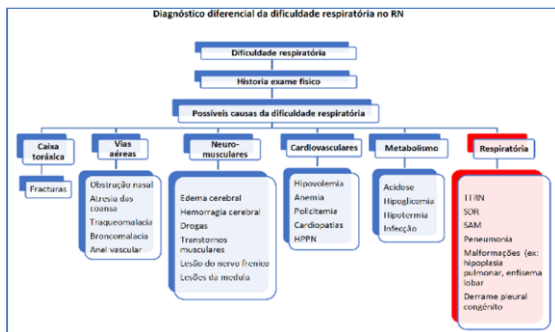 Diagnóstico diferencial da dificuldade respiratória no RN
Dificuldade respiratória
Historia exame físico
Possíveis causas da dificuldade respiratória
Caixa
toráxica
Fracturas
Vias
aéreas
Obstrução nasal
Atresia das
coansa
Traqueomalacia
Broncomalacia
Anel vascular
Neuro-
musculares
Edema cerebral
Hemorragia cerebral
Drogas
Transtornos
musculares
Lesão do nervo frenico
Lesões da medula
Cardiovasculares
Hipovolemia
Anemia
Policitemia
Cardiopatias
HPPN
Metabolismo
Acidose
Hipoglicemia
Hipotermia
Infecção
Respiratória
TTRN
SDR
SAM
Peneumonia
Malformações (ex:
hipoplasia
pulmonar, enfisema
lobar
Derrame pleural
congénito